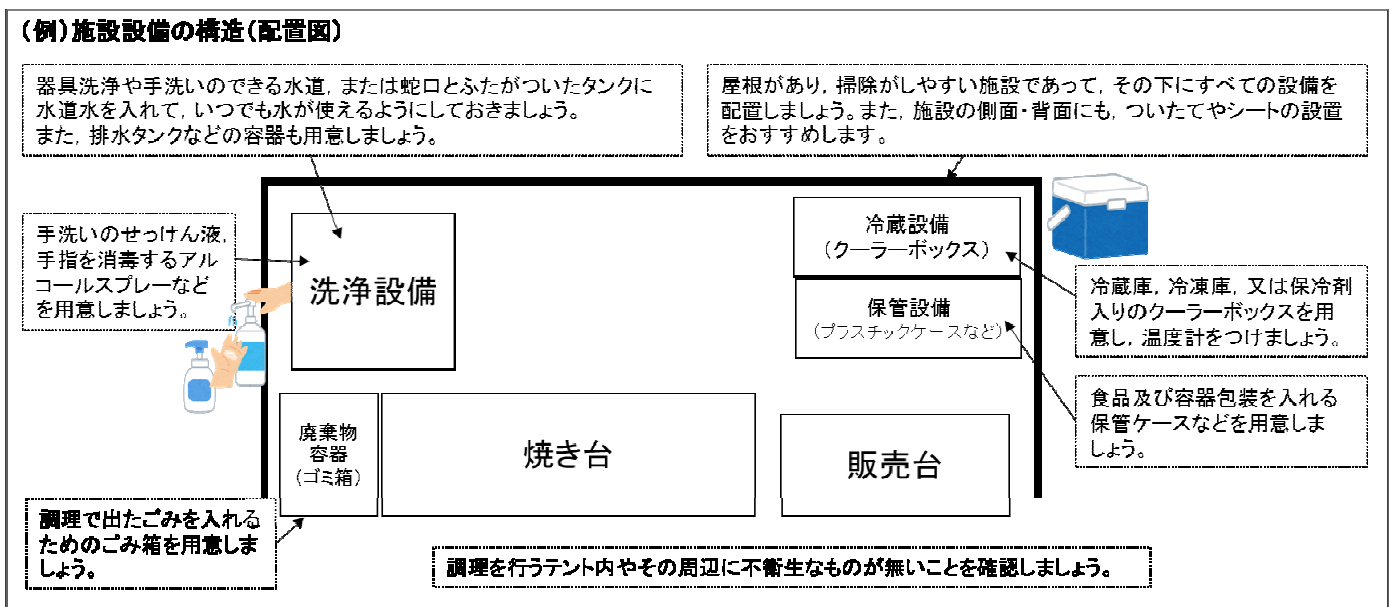 （例）施設設備の構造（配置図）
器具洗浄や手洗いのできる水道，または蛇口とふたがついたタンクに
水道水を入れて，いつでも水が使えるようにしておきましょう。
また，排水タンクなどの容器も用意しましょう。
屋根があり，掃除がしやすい施設であって，その下にすべての設備を
配置しましょう。また，施設の側面・背面にも，ついたてやシートの設置
をおすすめします。
手洗いのせっけん液，
手指を消毒するアル
コールスプレーなど
を用意しましょう。
洗浄設備
冷蔵設備
（クーラーボックス）
保管設備
（プラスチックケースなど）
冷蔵庫，冷凍庫，又は保冷剤
入りのクーラーボックスを用
意し，温度計をつけましょう。
食品及び容器包装を入れる
保管ケースなどを用意しま
しょう。
廃棄物
容器
（ゴミ箱）
焼き台
販売台
調理で出たごみを入れる
ためのごみ箱を用意しま
しょう。
調理を行うテント内やその周辺に不衛生なものが無いことを確認しましょう。